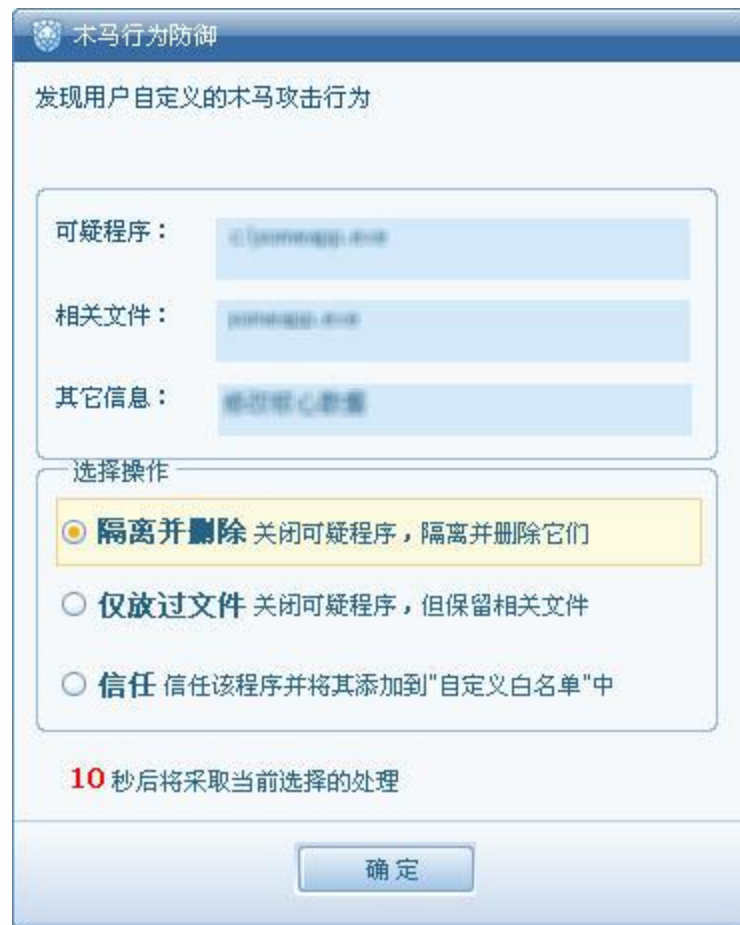 木马行为防御
发现用户自定义的木马攻击行为
可疑程序：
相关文件：
其它信息：
选择操作
隔离并删除 关闭可疑程序，隔离并删除它们
仅放过文件 关闭可疑程序，但保留相关文件
信任 信任该程序并将其添加到"自定义白名单"中
10 秒后将采取当前选择的处理
确定